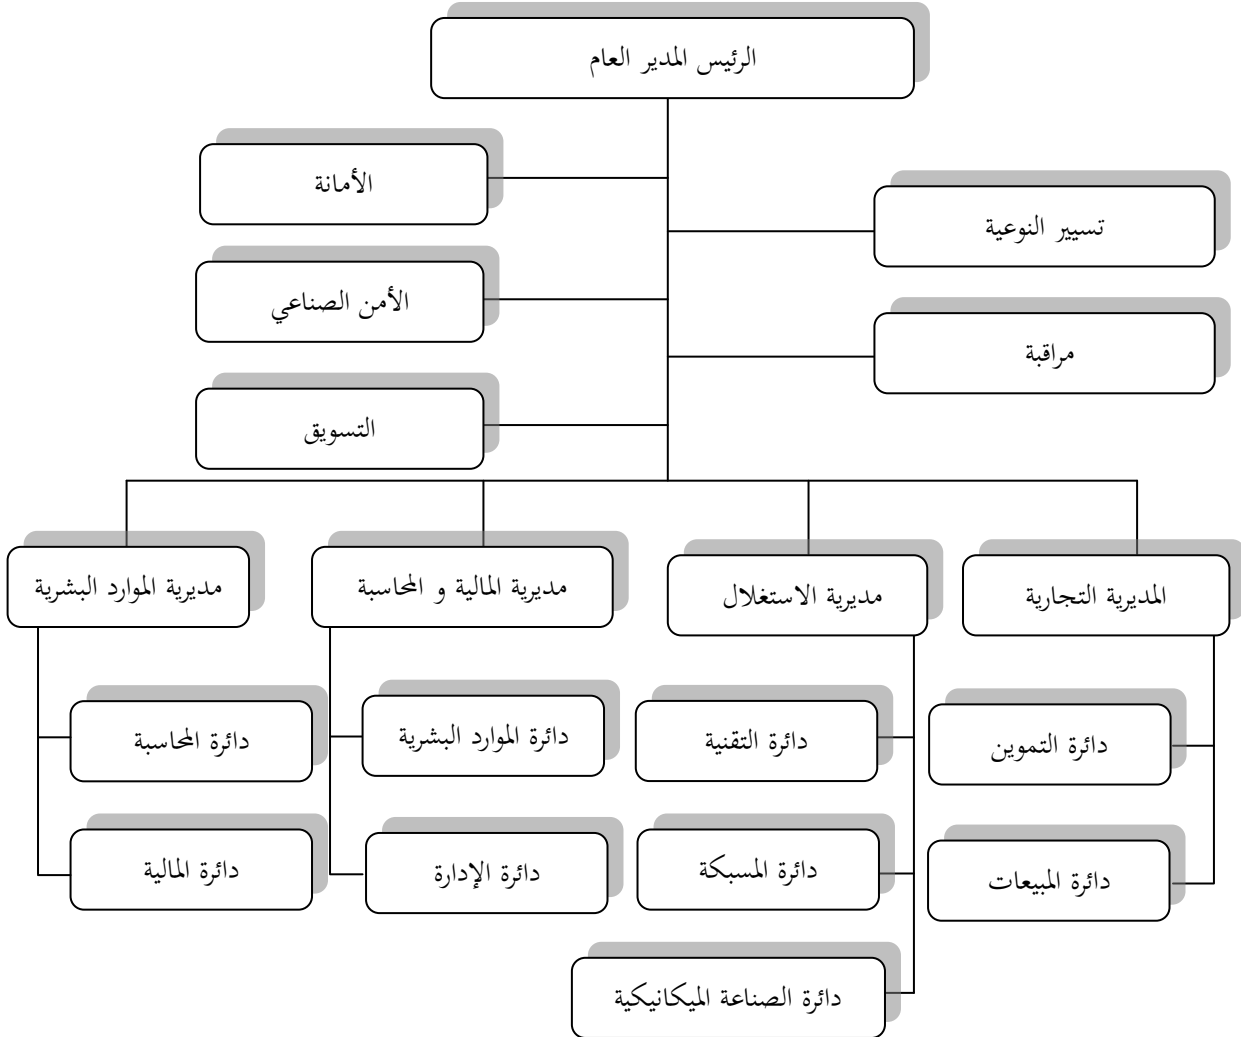 الرئيس المدير العام
الأمانة
تسيير النوعية
الأمن الصناعي
مراقبة
التسويق
المديرية التجارية
مديرية الاستغلال
مديرية المالية و المحاسبة
مديرية الموارد البشرية
دائرة التموين
دائرة التقنية
دائرة الموارد البشرية
دائرة المحاسبة
دائرة المبيعات
دائرة المسبكة
دائرة الإدارة
دائرة المالية
دائرة الصناعة الميكانيكية